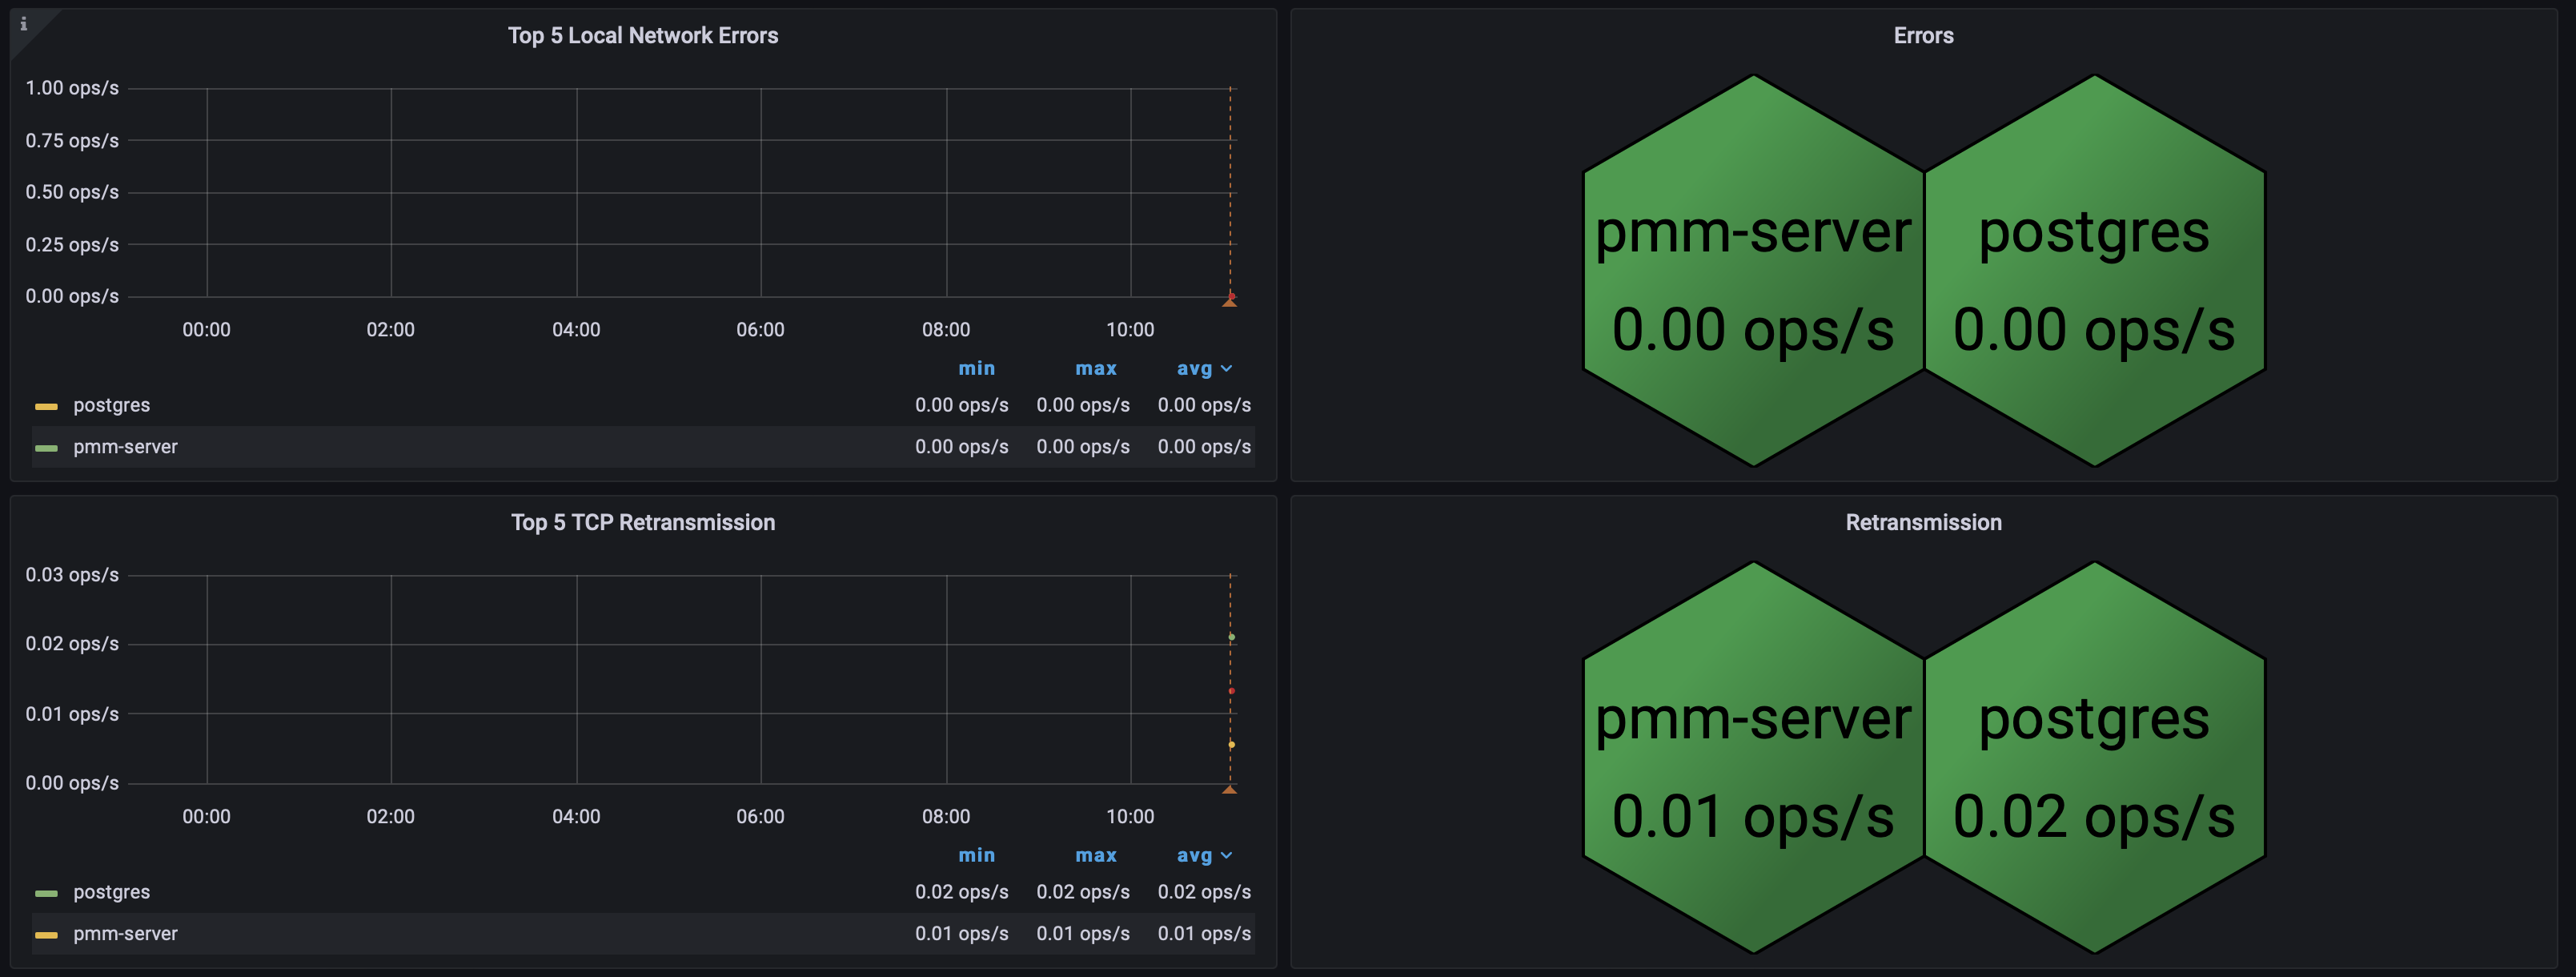 i
Top 5 Local Network Errors
1.00 ops/s
0.75 ops/s
0.50 ops/s
0.25 ops/s
0.00 ops/s
00:00 02:00 04:00 06:00 08:00 10:00
min max avg
postgres 0.00 ops/s 0.00 ops/s 0.00 ops/s
pmm-server 0.00 ops/s 0.00 ops/s 0.00 ops/s
Errors
pmm-server
0.00 ops/s
postgres
0.00 ops/s
Top 5 TCP Retransmission
0.03 ops/s
0.02 ops/s
0.01 ops/s
0.00 ops/s
00:00 02:00 04:00 06:00 08:00 10:00
min max avg
postgres 0.02 ops/s 0.02 ops/s 0.02 ops/s
pmm-server 0.01 ops/s 0.01 ops/s 0.01 ops/s
Retransmission
pmm-server
0.01 ops/s
postgres
0.02 ops/s